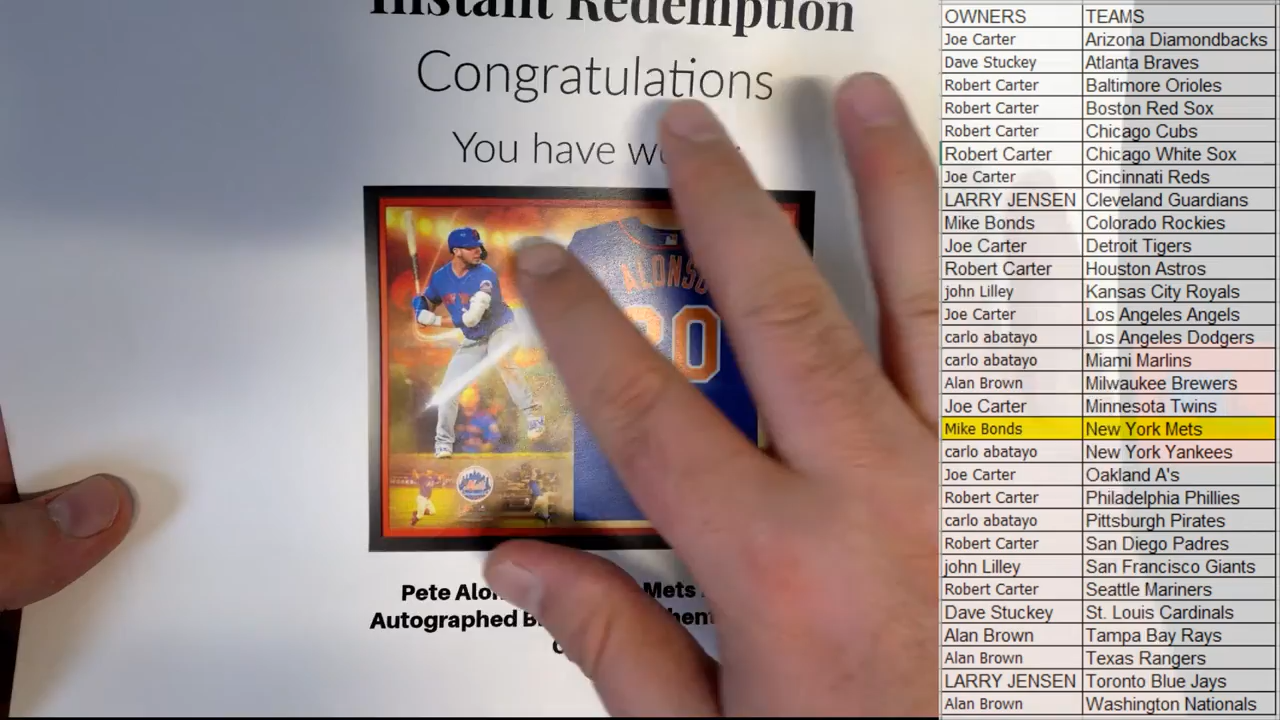 Instant Redemption
Congratulations
You have
ALONSO
20
Pete Mets
Autographed
OWNERS TEAMS
Joe Carter Arizona Diamondbacks
Dave Stuckey Atlanta Braves
Robert Carter Baltimore Orioles
Robert Carter Boston Red Sox
Robert Carter Chicago Cubs
Robert Carter Chicago White Sox
Joe Carter Cincinnati Reds
LARRY JENSEN Cleveland Guardians
Mike Bonds Colorado Rockies
Joe Carter Detroit Tigers
Robert Carter Houston Astros
john Lilley Kansas City Royals
Joe Carter Los Angeles Angels
carlo abatayo Los Angeles Dodgers
carlo abatayo Miami Marlins
Alan Brown Milwaukee Brewers
Joe Carter Minnesota Twins
Mike Bonds New York Mets
carlo abatayo New York Yankees
Joe Carter Oakland A's
Robert Carter Philadelphia Phillies
carlo abatayo Pittsburgh Pirates
Robert Carter San Diego Padres
john Lilley San Francisco Giants
Robert Carter Seattle Mariners
Dave Stuckey St. Louis Cardinals
Alan Brown Tampa Bay Rays
Alan Brown Texas Rangers
LARRY JENSEN Toronto Blue Jays
Alan Brown Washington Nationals